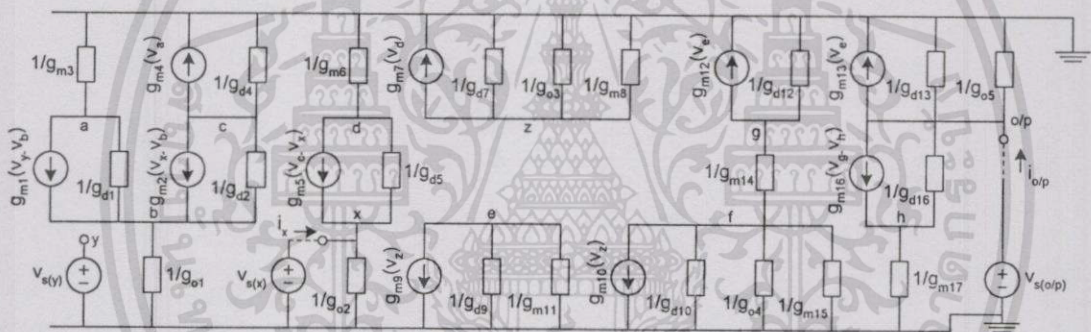 1/gm3
gm4(va)
1/gd4
1/gm6
gm7(vd)
1/gd7
1/go3
1/gm8
gm12(ve)
1/gd12
gm13(ve)
1/gd13
1/go5
a
c
d
z
g
o/p
gm1(vy-vb)
1/gd1
gm2(vx-vb)
1/gd2
gm5(vc-vx)
1/gd5
1/gm14
gm16(vg-vh)
1/gd16
io/p
b
ix
x
e
f
h
y
Vs(y)
1/go1
Vs(x)
1/go2
gm9(vz)
1/gd9
1/gm11
gm10(vz)
1/gd10
1/go4
1/gm15
1/gm17
Vs(o/p)